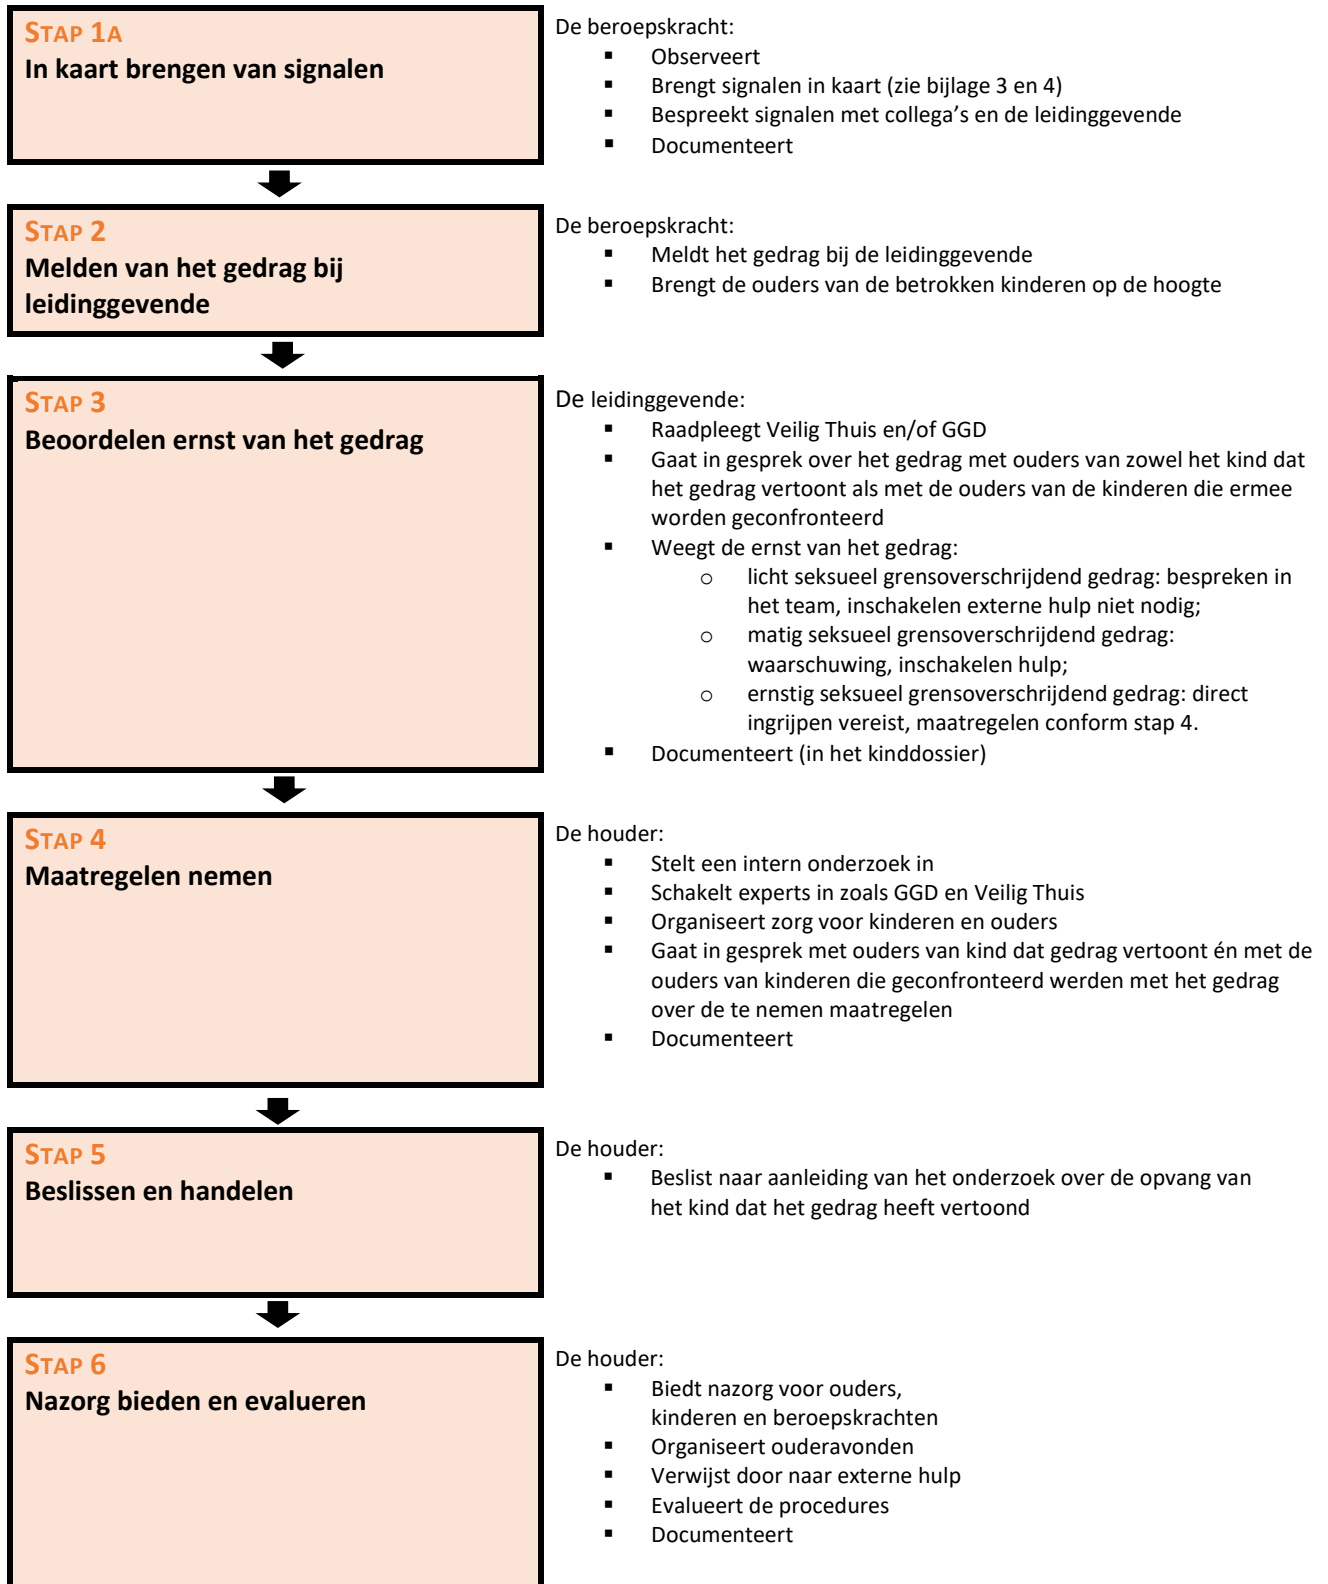 STAP 1A
In kaart brengen van signalen
De beroepskracht:
▪ Observeert
▪ Brengt signalen in kaart (zie bijlage 3 en 4)
▪ Bespreekt signalen met collega’s en de leidinggevende
▪ Documenteert
STAP 2
Melden van het gedrag bij
leidinggevende
De beroepskracht:
▪ Meldt het gedrag bij de leidinggevende
▪ Brengt de ouders van de betrokken kinderen op de hoogte
STAP 3
Beoordelen ernst van het gedrag
De leidinggevende:
▪ Raadpleegt Veilig Thuis en/of GGD
▪ Gaat in gesprek over het gedrag met ouders van zowel het kind dat
het gedrag vertoont als met de ouders van de kinderen die ermee
worden geconfronteerd
▪ Weegt de ernst van het gedrag:
o licht seksueel grensoverschrijdend gedrag: bespreken in
het team, inschakelen externe hulp niet nodig;
o matig seksueel grensoverschrijdend gedrag:
waarschuwing, inschakelen hulp;
o ernstig seksueel grensoverschrijdend gedrag: direct
ingrijpen vereist, maatregelen conform stap 4.
▪ Documenteert (in het kinddossier)
STAP 4
Maatregelen nemen
De houder:
▪ Stelt een intern onderzoek in
▪ Schakelt experts in zoals GGD en Veilig Thuis
▪ Organiseert zorg voor kinderen en ouders
▪ Gaat in gesprek met ouders van kind dat gedrag vertoont én met de
ouders van kinderen die geconfronteerd werden met het gedrag
over de te nemen maatregelen
▪ Documenteert
STAP 5
Beslissen en handelen
De houder:
▪ Beslist naar aanleiding van het onderzoek over de opvang van
het kind dat het gedrag heeft vertoond
STAP 6
Nazorg bieden en evalueren
De houder:
▪ Biedt nazorg voor ouders,
kinderen en beroepskrachten
▪ Organiseert ouderavonden
▪ Verwijst door naar externe hulp
▪ Evalueert de procedures
▪ Documenteert